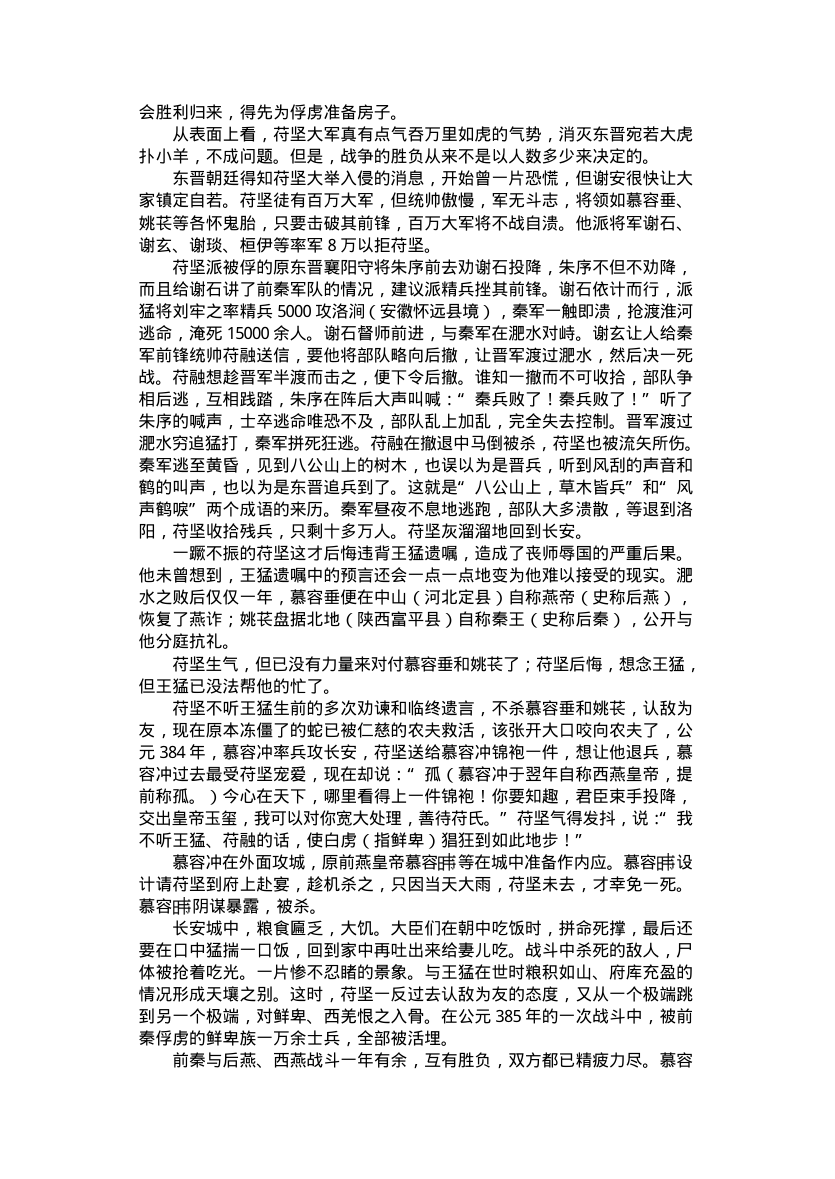 会胜利归来，得先为俘虏准备房子。
从表面上看，苻坚大军真有点气吞万里如虎的气势，消灭东晋宛若大虎
扑小羊，不成问题。但是，战争的胜负从来不是以人数多少来决定的。
东晋朝廷得知苻坚大举入侵的消息，开始曾一片恐慌，但谢安很快让大
家镇定自若。苻坚徒有百万大军，但统帅傲慢，军无斗志，将领如慕容垂、
姚苌等各怀鬼胎，只要击破其前锋，百万大军将不战自溃。他派将军谢石、
谢玄、谢琰、桓伊等率军 8 万以拒苻坚。
苻坚派被俘的原东晋襄阳守将朱序前去劝谢石投降，朱序不但不劝降，
而且给谢石讲了前秦军队的情况，建议派精兵挫其前锋。谢石依计而行，派
猛将刘牢之率精兵 5000 攻洛涧（安徽怀远县境），秦军一触即溃，抢渡淮河
逃命，淹死 15000 余人。谢石督师前进，与秦军在淝水对峙。谢玄让人给秦
军前锋统帅苻融送信，要他将部队略向后撤，让晋军渡过淝水，然后决一死
战。苻融想趁晋军半渡而击之，便下令后撤。谁知一撤而不可收拾，部队争
相后逃，互相践踏，朱序在阵后大声叫喊：“秦兵败了！秦兵败了！”听了
朱序的喊声，士卒逃命唯恐不及，部队乱上加乱，完全失去控制。晋军渡过
淝水穷追猛打，秦军拼死狂逃。苻融在撤退中马倒被杀，苻坚也被流矢所伤。
秦军逃至黄昏，见到八公山上的树木，也误以为是晋兵，听到风刮的声音和
鹤的叫声，也以为是东晋追兵到了。这就是“八公山上，草木皆兵”和“风
声鹤唳”两个成语的来历。秦军昼夜不息地逃跑，部队大多溃散，等退到洛
阳，苻坚收拾残兵，只剩十多万人。苻坚灰溜溜地回到长安。
一蹶不振的苻坚这才后悔违背王猛遗嘱，造成了丧师辱国的严重后果。
他未曾想到，王猛遗嘱中的预言还会一点一点地变为他难以接受的现实。淝
水之败后仅仅一年，慕容垂便在中山（河北定县）自称燕帝（史称后燕），
恢复了燕诈；姚苌盘据北地（陕西富平县）自称秦王（史称后秦），公开与
他分庭抗礼。
苻坚生气，但已没有力量来对付慕容垂和姚苌了；苻坚后悔，想念王猛，
但王猛已没法帮他的忙了。
苻坚不听王猛生前的多次劝谏和临终遗言，不杀慕容垂和姚苌，认敌为
友，现在原本冻僵了的蛇已被仁慈的农夫救活，该张开大口咬向农夫了，公
元 384 年，慕容冲率兵攻长安，苻坚送给慕容冲锦袍一件，想让他退兵，慕
容冲过去最受苻坚宠爱，现在却说：“孤（慕容冲于翌年自称西燕皇帝，提
前称孤。）今心在天下，哪里看得上一件锦袍！你要知趣，君臣束手投降，
交出皇帝玉玺，我可以对你宽大处理，善待苻氏。”苻坚气得发抖，说：“我
不听王猛、苻融的话，使白虏（指鲜卑）猖狂到如此地步！”
慕容冲在外面攻城，原前燕皇帝慕容㬙等在城中准备作内应。慕容㬙设
计请苻坚到府上赴宴，趁机杀之，只因当天大雨，苻坚未去，才幸免一死。
慕容㬙阴谋暴露，被杀。
长安城中，粮食匾乏，大饥。大臣们在朝中吃饭时，拼命死撑，最后还
要在口中猛揣一口饭，回到家中再吐出来给妻儿吃。战斗中杀死的敌人，尸
体被抢着吃光。一片惨不忍睹的景象。与王猛在世时粮积如山、府库充盈的
情况形成天壤之别。这时，苻坚一反过去认敌为友的态度，又从一个极端跳
到另一个极端，对鲜卑、西羌恨之入骨。在公元 385 年的一次战斗中，被前
秦俘虏的鲜卑族一万余士兵，全部被活埋。
前秦与后燕、西燕战斗一年有余，互有胜负，双方都已精疲力尽。慕容